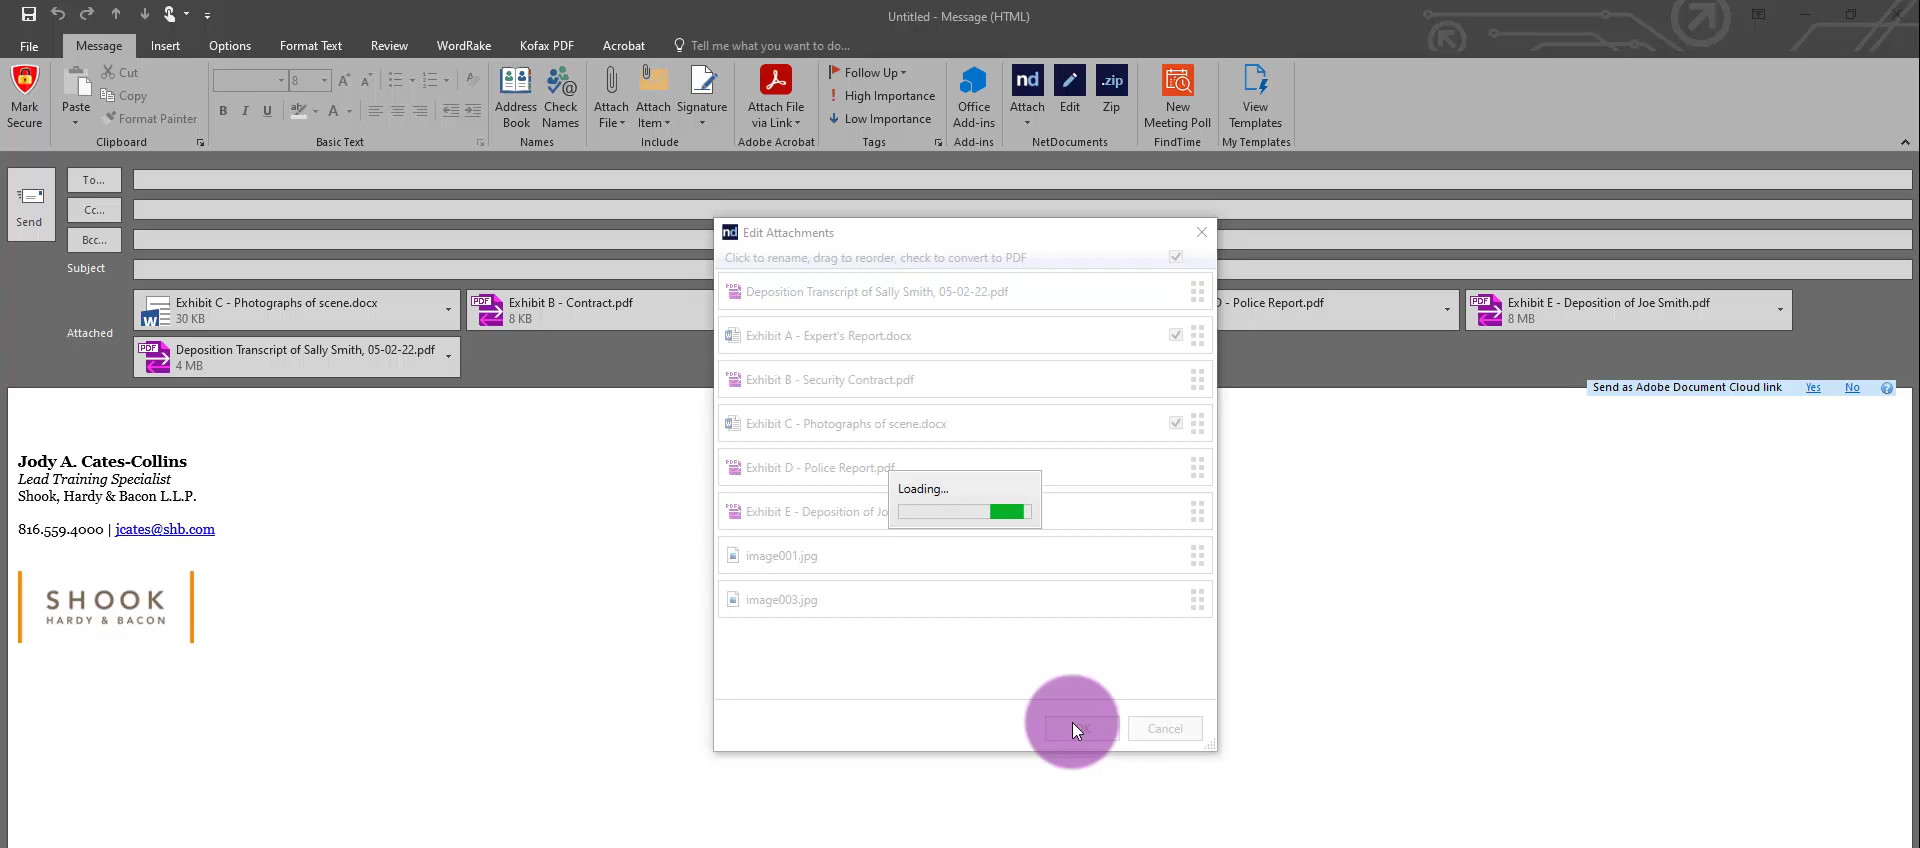 Untitled - Message (HTML)
File
Message
Insert
Options
Format Text
Review
WordRake
Kofax PDF
Acrobat
Tell me what you want to do...
Mark Secure
Paste
Cut
Copy
Format Painter
Clipboard
8
B I U
A
Basic Text
Address Book
Check Names
Names
Attach File
Attach Item
Signature
Include
Attach File via Link
Adobe Acrobat
Follow Up
High Importance
Low Importance
Tags
Office Add-ins
Add-ins
nd
Attach
Edit
.zip
Zip
NetDocuments
New Meeting Poll
FindTime
View Templates
My Templates
Send
To...
Cc...
Bcc...
Subject
Attached
Exhibit C - Photographs of scene.docx
30 KB
PDF
Exhibit B - Contract.pdf
8 KB
D - Police Report.pdf
PDF
Exhibit E - Deposition of Joe Smith.pdf
8 MB
PDF
Deposition Transcript of Sally Smith, 05-02-22.pdf
4 MB
Send as Adobe Document Cloud link Yes No
nd Edit Attachments
Click to rename, drag to reorder, check to convert to PDF
Deposition Transcript of Sally Smith, 05-02-22.pdf
Exhibit A - Expert's Report.docx
Exhibit B - Security Contract.pdf
Exhibit C - Photographs of scene.docx
Exhibit D - Police Report.pdf
Exhibit E - Deposition of Jo
image001.jpg
image003.jpg
Loading...
Cancel
Jody A. Cates-Collins
Lead Training Specialist
Shook, Hardy & Bacon L.L.P.
816.559.4000 | jcates@shb.com
SHOOK
HARDY & BACON